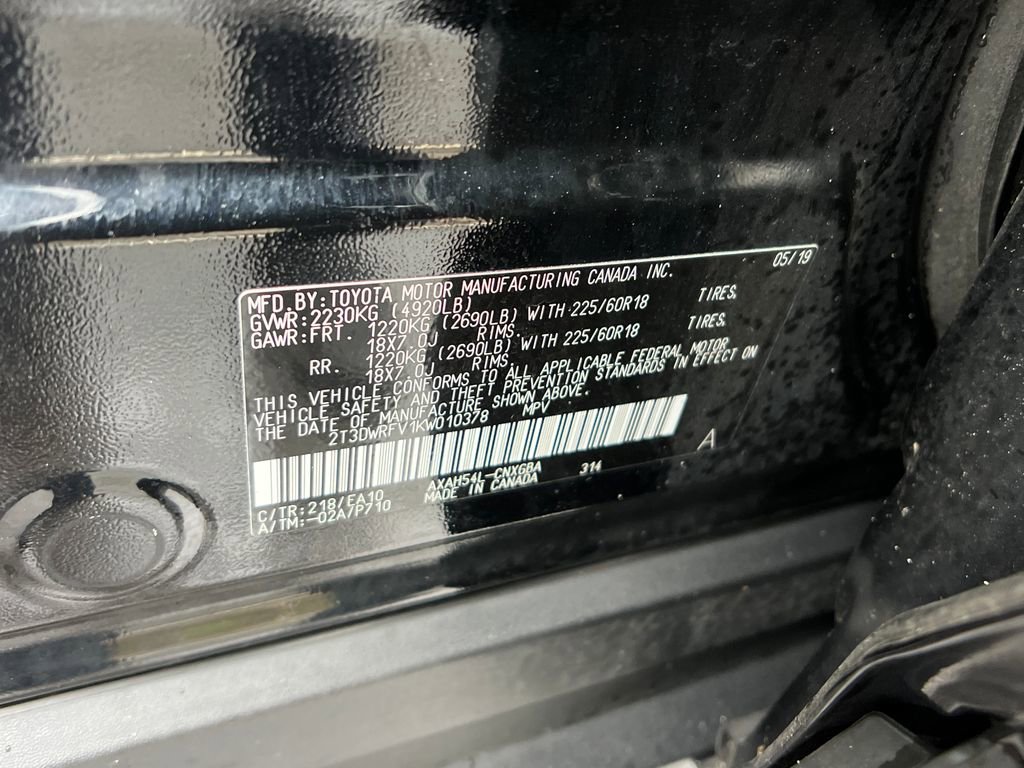 05/19
MFD.BY:TOYOTA MOTOR MANUFACTURING CANADA INC.
GVWR:2230KG (4920LB)
GAWR:FRT. 1220KG (2690LB) WITH 225/60R18 TIRES,
18X7.0J RIMS.
RR. 1220KG (2690LB) WITH 225/60R18 TIRES,
18X7.0J RIMS.
THIS VEHICLE CONFORMS TO ALL APPLICABLE FEDERAL MOTOR
VEHICLE SAFETY AND THEFT PREVENTION STANDARDS IN EFFECT ON
THE DATE OF MANUFACTURE SHOWN ABOVE.
2T3DWRFV1KW010378 MPV
A
C/TR:218/EA10 AXAH54L-CNXGBA 314
A/TM:-02A7P710 MADE IN CANADA